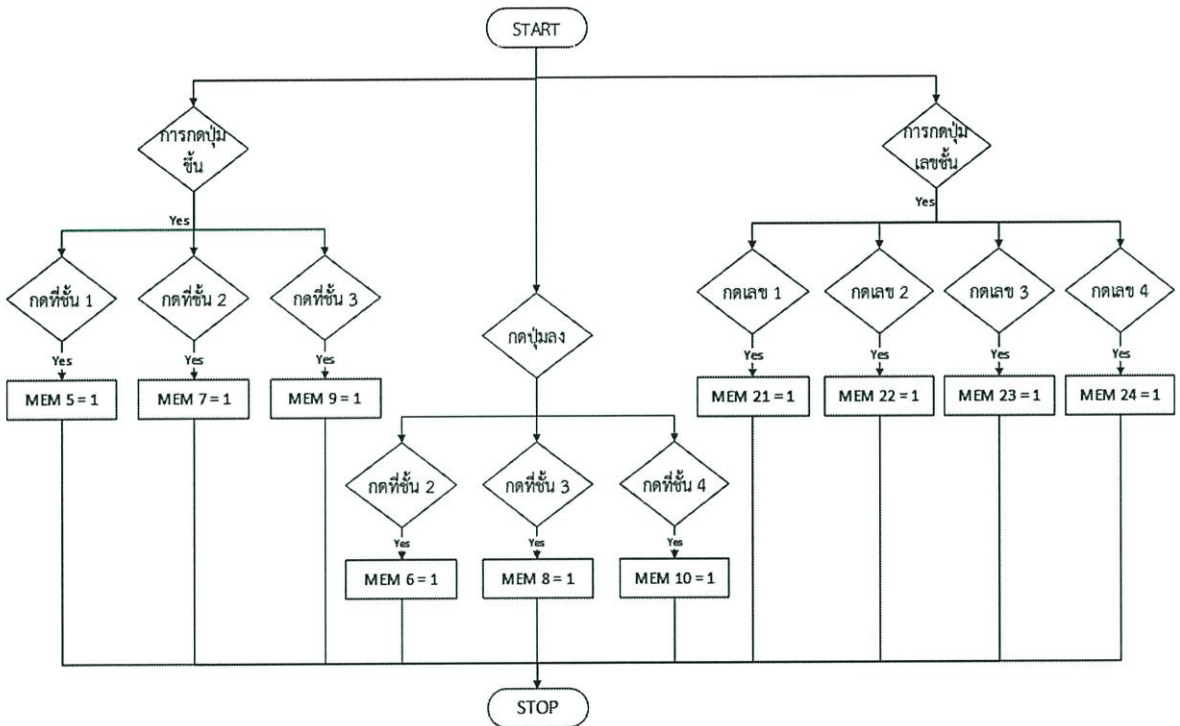 START
การกดปุ่ม
ขึ้น
Yes
กดที่ชั้น 1
กดที่ชั้น 2
กดที่ชั้น 3
Yes
Yes
Yes
MEM 5 = 1
MEM 7 = 1
MEM 9 = 1
กดปุ่มลง
กดที่ชั้น 2
กดที่ชั้น 3
กดที่ชั้น 4
Yes
Yes
Yes
MEM 6 = 1
MEM 8 = 1
MEM 10 = 1
การกดปุ่ม
เลขชั้น
Yes
กดเลข 1
กดเลข 2
กดเลข 3
กดเลข 4
Yes
Yes
Yes
Yes
MEM 21 = 1
MEM 22 = 1
MEM 23 = 1
MEM 24 = 1
STOP